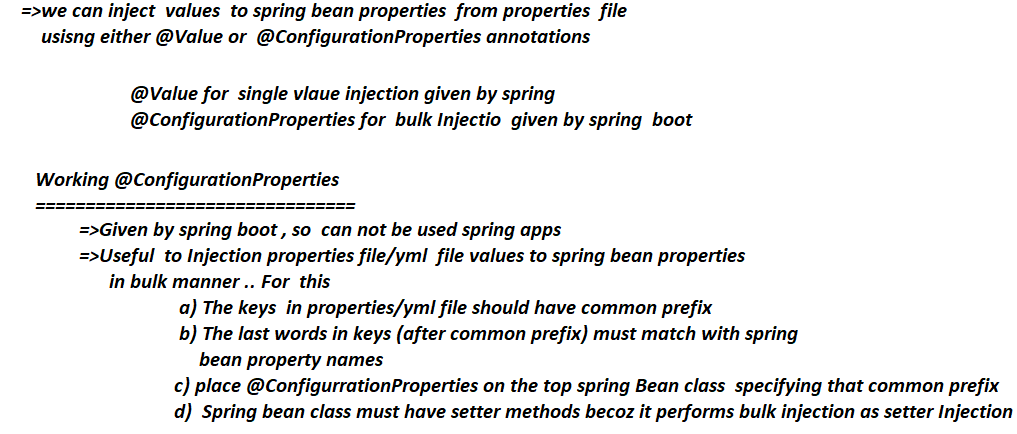 =>we can inject values to spring bean properties from properties file
usisng either @Value or @ConfigurationProperties annotations
@Value for single vlaue injection given by spring
@ConfigurationProperties for bulk Injectio given by spring boot
Working @ConfigurationProperties
================================
=>Given by spring boot , so can not be used spring apps
=>Useful to Injection properties file/yml file values to spring bean properties
in bulk manner .. For this
a) The keys in properties/yml file should have common prefix
b) The last words in keys (after common prefix) must match with spring
bean property names
c) place @ConfigurrationProperties on the top spring Bean class specifying that common prefix
d) Spring bean class must have setter methods becoz it performs bulk injection as setter Injection